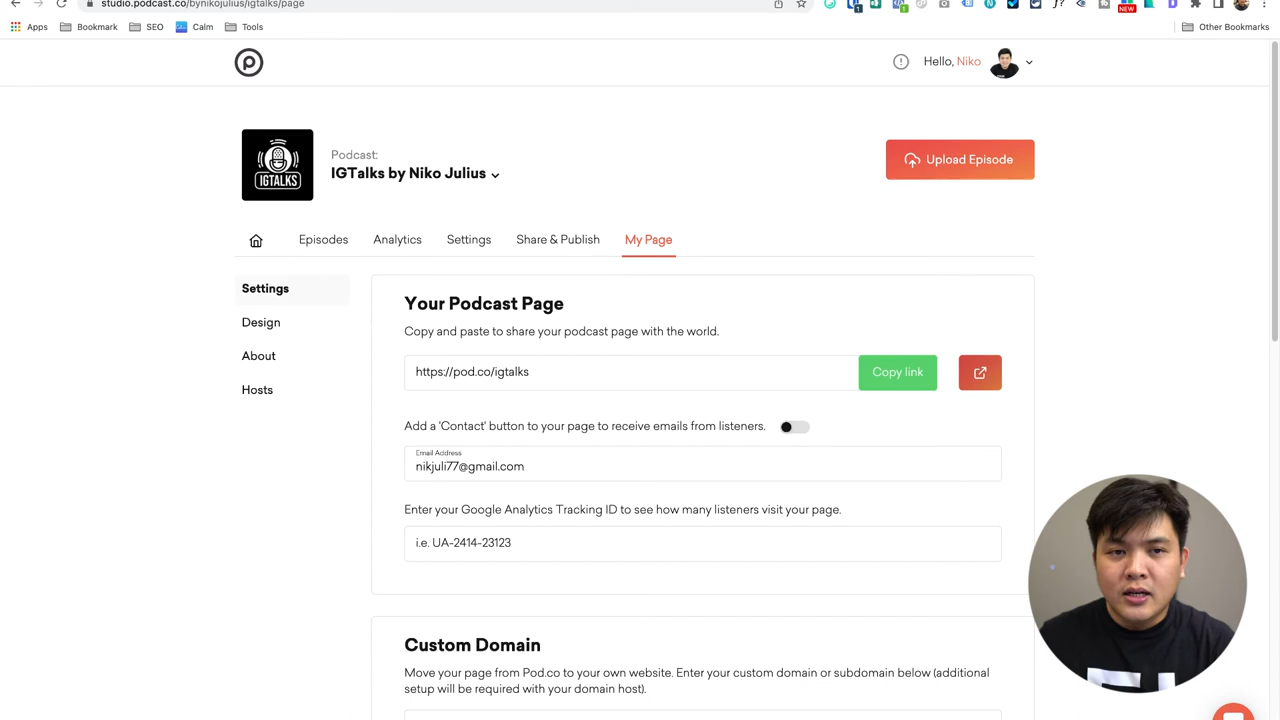 studio.podcast.co/bynikojulius/igtalks/page
Apps
Bookmark
SEO
Calm
Tools
Other Bookmarks
NEW
Hello, Niko
IGTALKS
Podcast:
IGTalks by Niko Julius
Upload Episode
Episodes
Analytics
Settings
Share & Publish
My Page
Settings
Design
About
Hosts
Your Podcast Page
Copy and paste to share your podcast page with the world.
https://pod.co/igtalks
Copy link
Add a 'Contact' button to your page to receive emails from listeners.
Email Address
nikjuli77@gmail.com
Enter your Google Analytics Tracking ID to see how many listeners visit your page.
i.e. UA-2414-23123
Custom Domain
Move your page from Pod.co to your own website. Enter your custom domain or subdomain below (additional
setup will be required with your domain host).